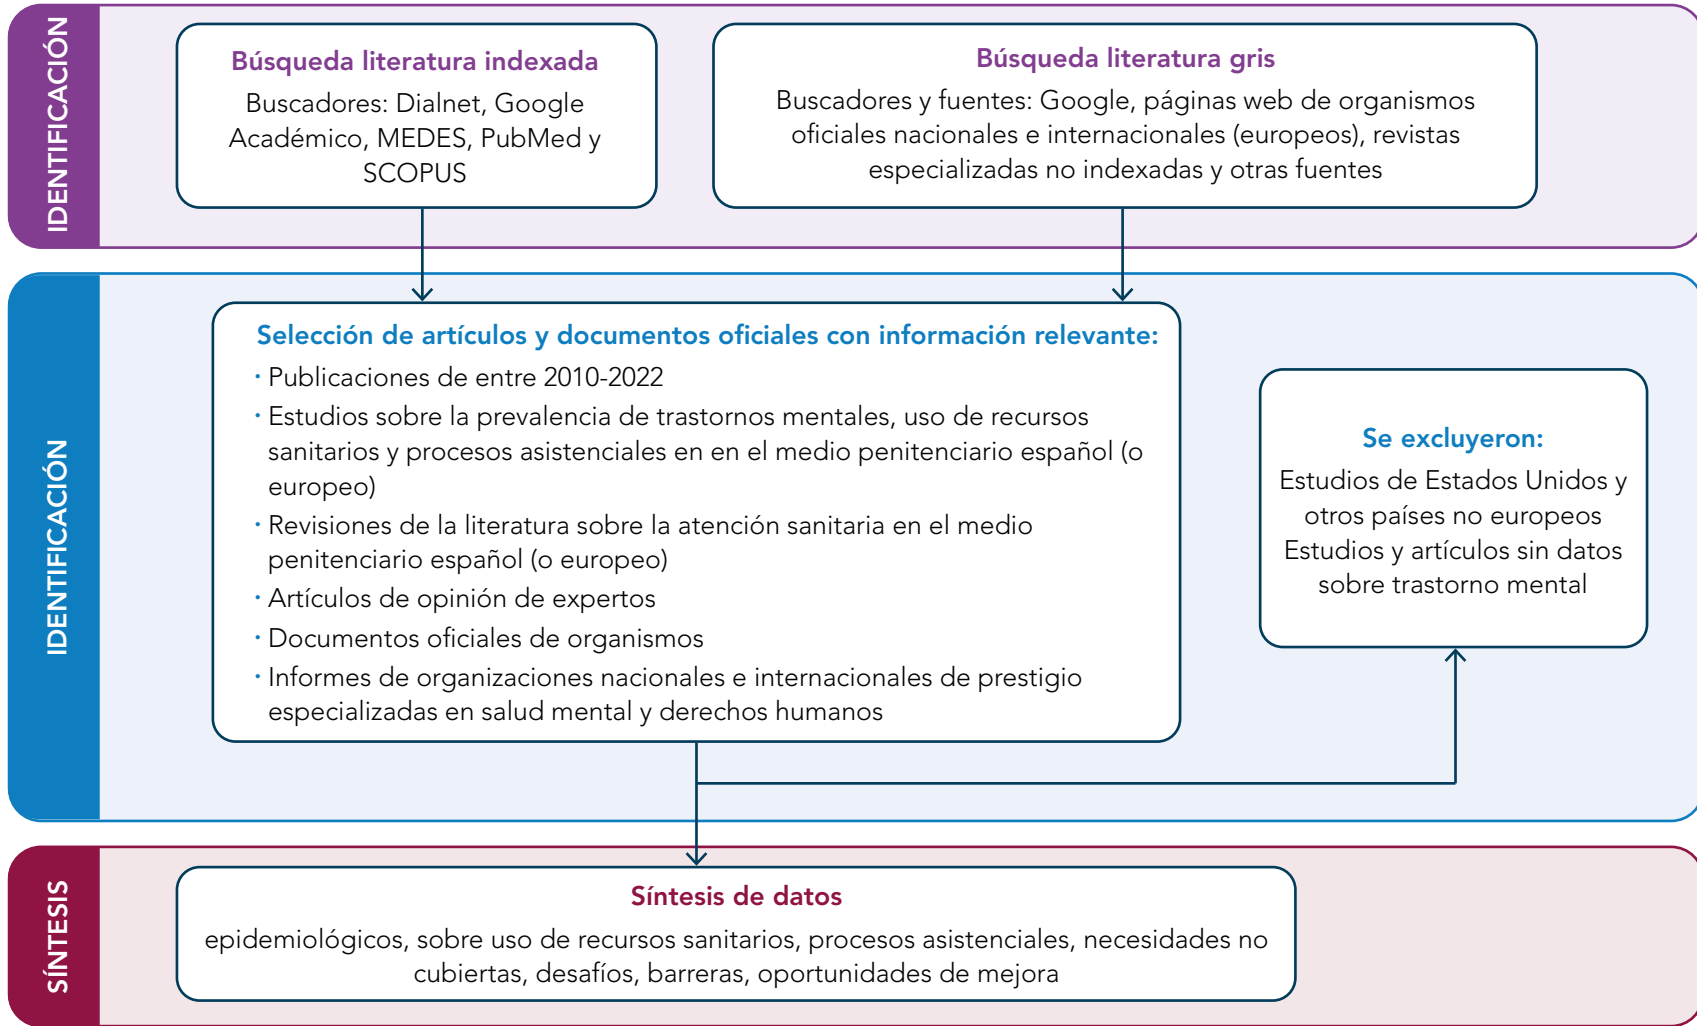 IDENTIFICACIÓN
Búsqueda literatura indexada
Buscadores: Dialnet, Google
Académico, MEDES, PubMed y
SCOPUS
Búsqueda literatura gris
Buscadores y fuentes: Google, páginas web de organismos
oficiales nacionales e internacionales (europeos), revistas
especializadas no indexadas y otras fuentes
IDENTIFICACIÓN
Selección de artículos y documentos oficiales con información relevante:
· Publicaciones de entre 2010-2022
· Estudios sobre la prevalencia de trastornos mentales, uso de recursos
sanitarios y procesos asistenciales en en el medio penitenciario español (o
europeo)
· Revisiones de la literatura sobre la atención sanitaria en el medio
penitenciario español (o europeo)
· Artículos de opinión de expertos
· Documentos oficiales de organismos
· Informes de organizaciones nacionales e internacionales de prestigio
especializadas en salud mental y derechos humanos
Se excluyeron:
Estudios de Estados Unidos y
otros países no europeos
Estudios y artículos sin datos
sobre trastorno mental
SÍNTESIS
Síntesis de datos
epidemiológicos, sobre uso de recursos sanitarios, procesos asistenciales, necesidades no
cubiertas, desafíos, barreras, oportunidades de mejora